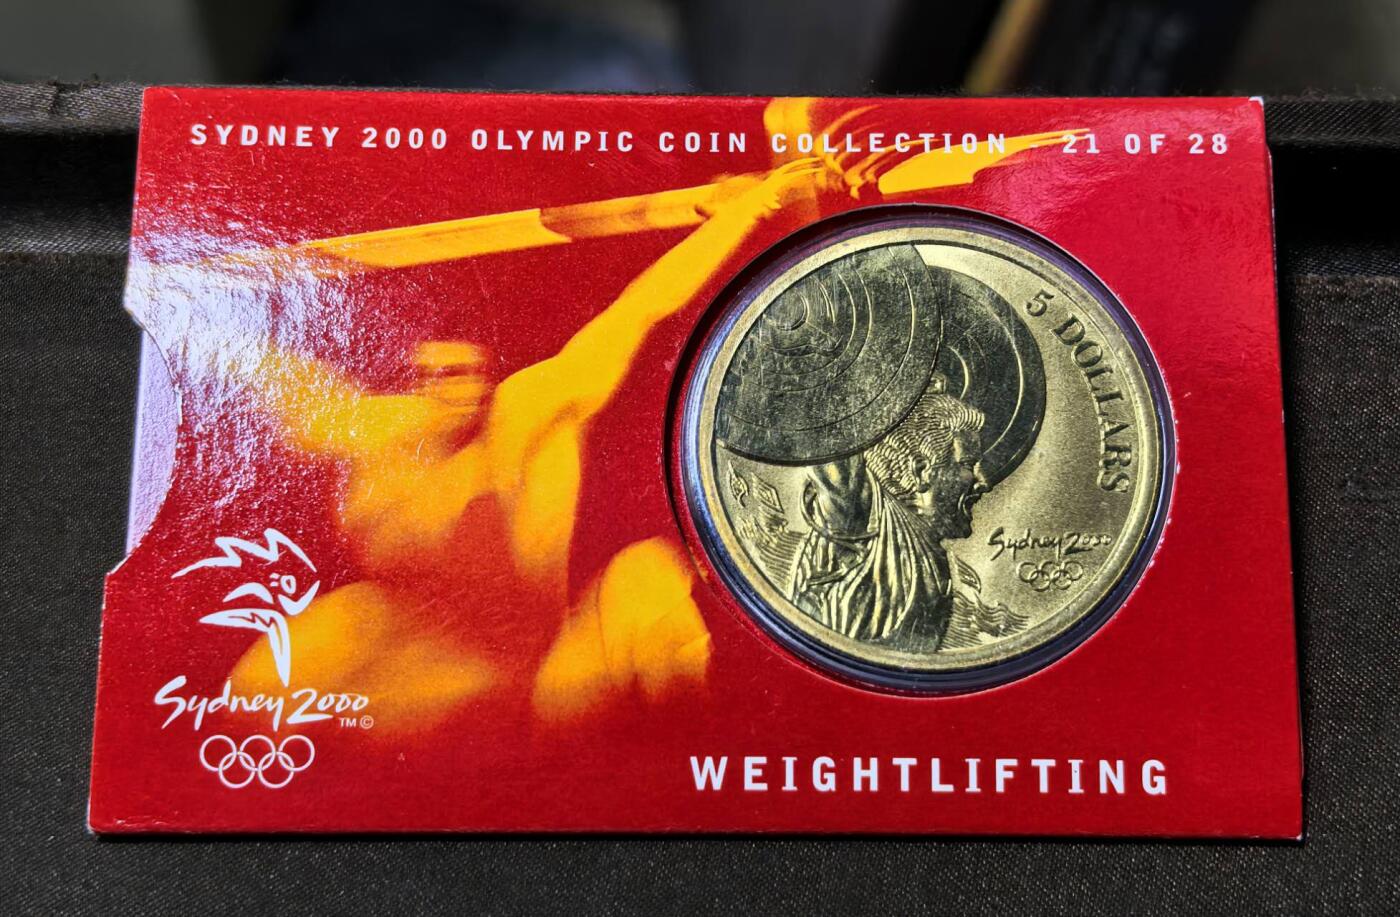 SYDNEY 2000 OLYMPIC COIN COLLECTION - 21 OF 28
5 DOLLARS
Sydney 2000
Sydney 2000
TM ©
WEIGHTLIFTING